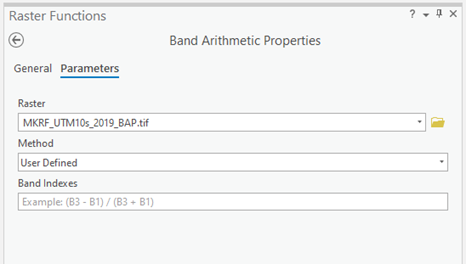 Raster Functions
Band Arithmetic Properties
General Parameters
Raster
MKRF_UTM10s_2019_BAP.tif
Method
User Defined
Band Indexes
Example: (B3 - B1) / (B3 + B1)